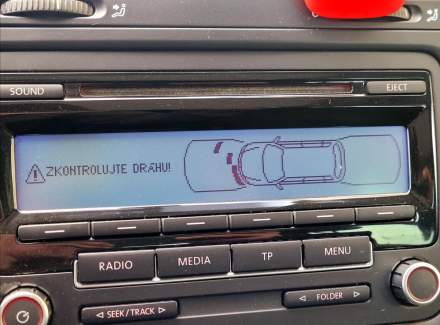 SOUND
EJECT
ZKONTROLUJTE DRÁHU!
RADIO
MEDIA
TP
MENU
◁ SEEK / TRACK ▷
◁ FOLDER ▷